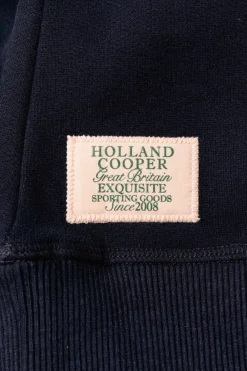 HOLLAND
COOPER
Great Britain
EXQUISITE
SPORTING GOODS
Since 2008